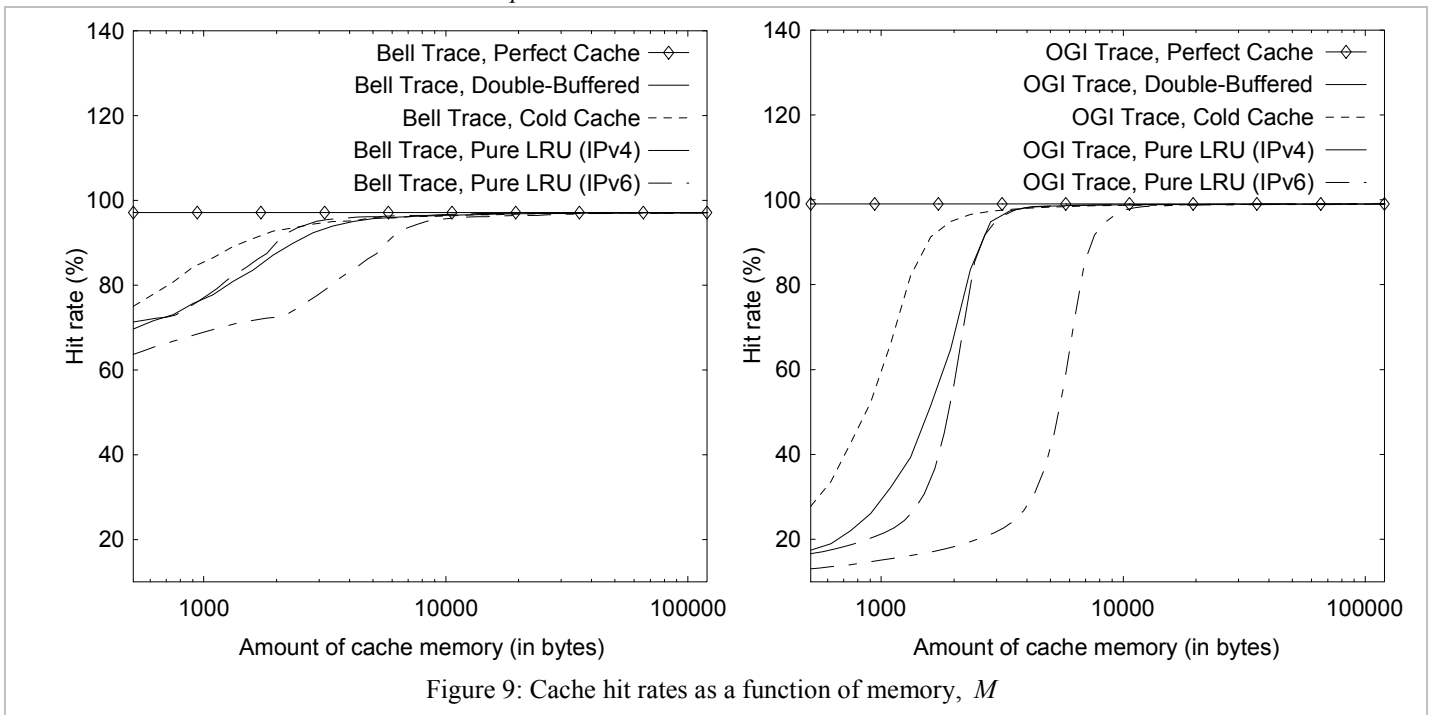 140
120
100
80
60
40
20
Hit rate (%)
Bell Trace, Perfect Cache
Bell Trace, Double-Buffered
Bell Trace, Cold Cache
Bell Trace, Pure LRU (IPv4)
Bell Trace, Pure LRU (IPv6)
1000
10000
100000
Amount of cache memory (in bytes)
140
120
100
80
60
40
20
Hit rate (%)
OGI Trace, Perfect Cache
OGI Trace, Double-Buffered
OGI Trace, Cold Cache
OGI Trace, Pure LRU (IPv4)
OGI Trace, Pure LRU (IPv6)
1000
10000
100000
Amount of cache memory (in bytes)
Figure 9: Cache hit rates as a function of memory, M